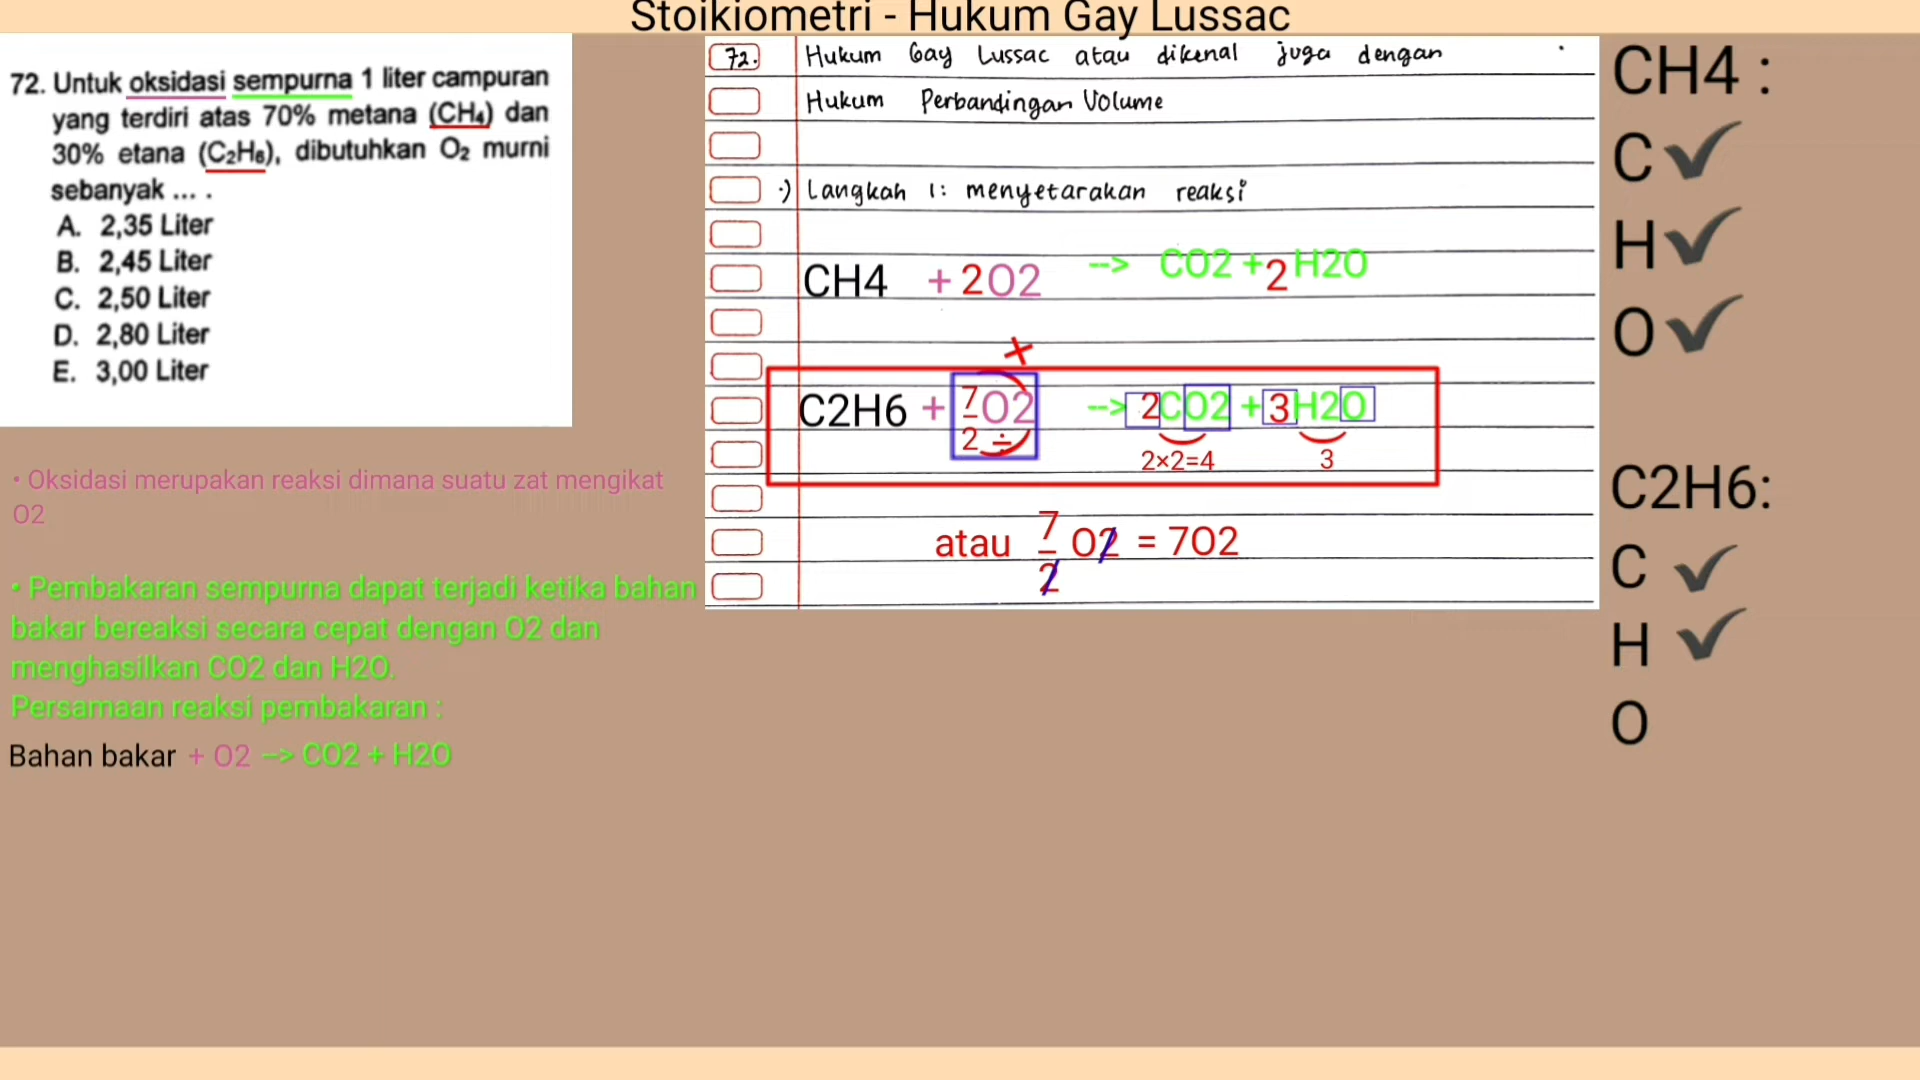 Stoikiometri - Hukum Gay Lussac
72. Untuk oksidasi sempurna 1 liter campuran
yang terdiri atas 70% metana (CH₄) dan
30% etana (C₂H₆), dibutuhkan O₂ murni
sebanyak ... .
A. 2,35 Liter
B. 2,45 Liter
C. 2,50 Liter
D. 2,80 Liter
E. 3,00 Liter
• Oksidasi merupakan reaksi dimana suatu zat mengikat
O2
• Pembakaran sempurna dapat terjadi ketika bahan
bakar bereaksi secara cepat dengan O2 dan
menghasilkan CO2 dan H2O.
Persamaan reaksi pembakaran :
Bahan bakar + O2 --> CO2 + H2O
72. Hukum Gay Lussac atau dikenal juga dengan
Hukum Perbandingan Volume
·) Langkah 1: menyetarakan reaksi
CH4 + 2O2 --> CO2 + 2H2O
×
C2H6 + 7/2 O2 --> 2CO2 + 3H2O
÷
2×2=4 3
atau 7/2 O2 = 7O2
CH4 :
C ✓
H ✓
O ✓
C2H6:
C ✓
H ✓
O